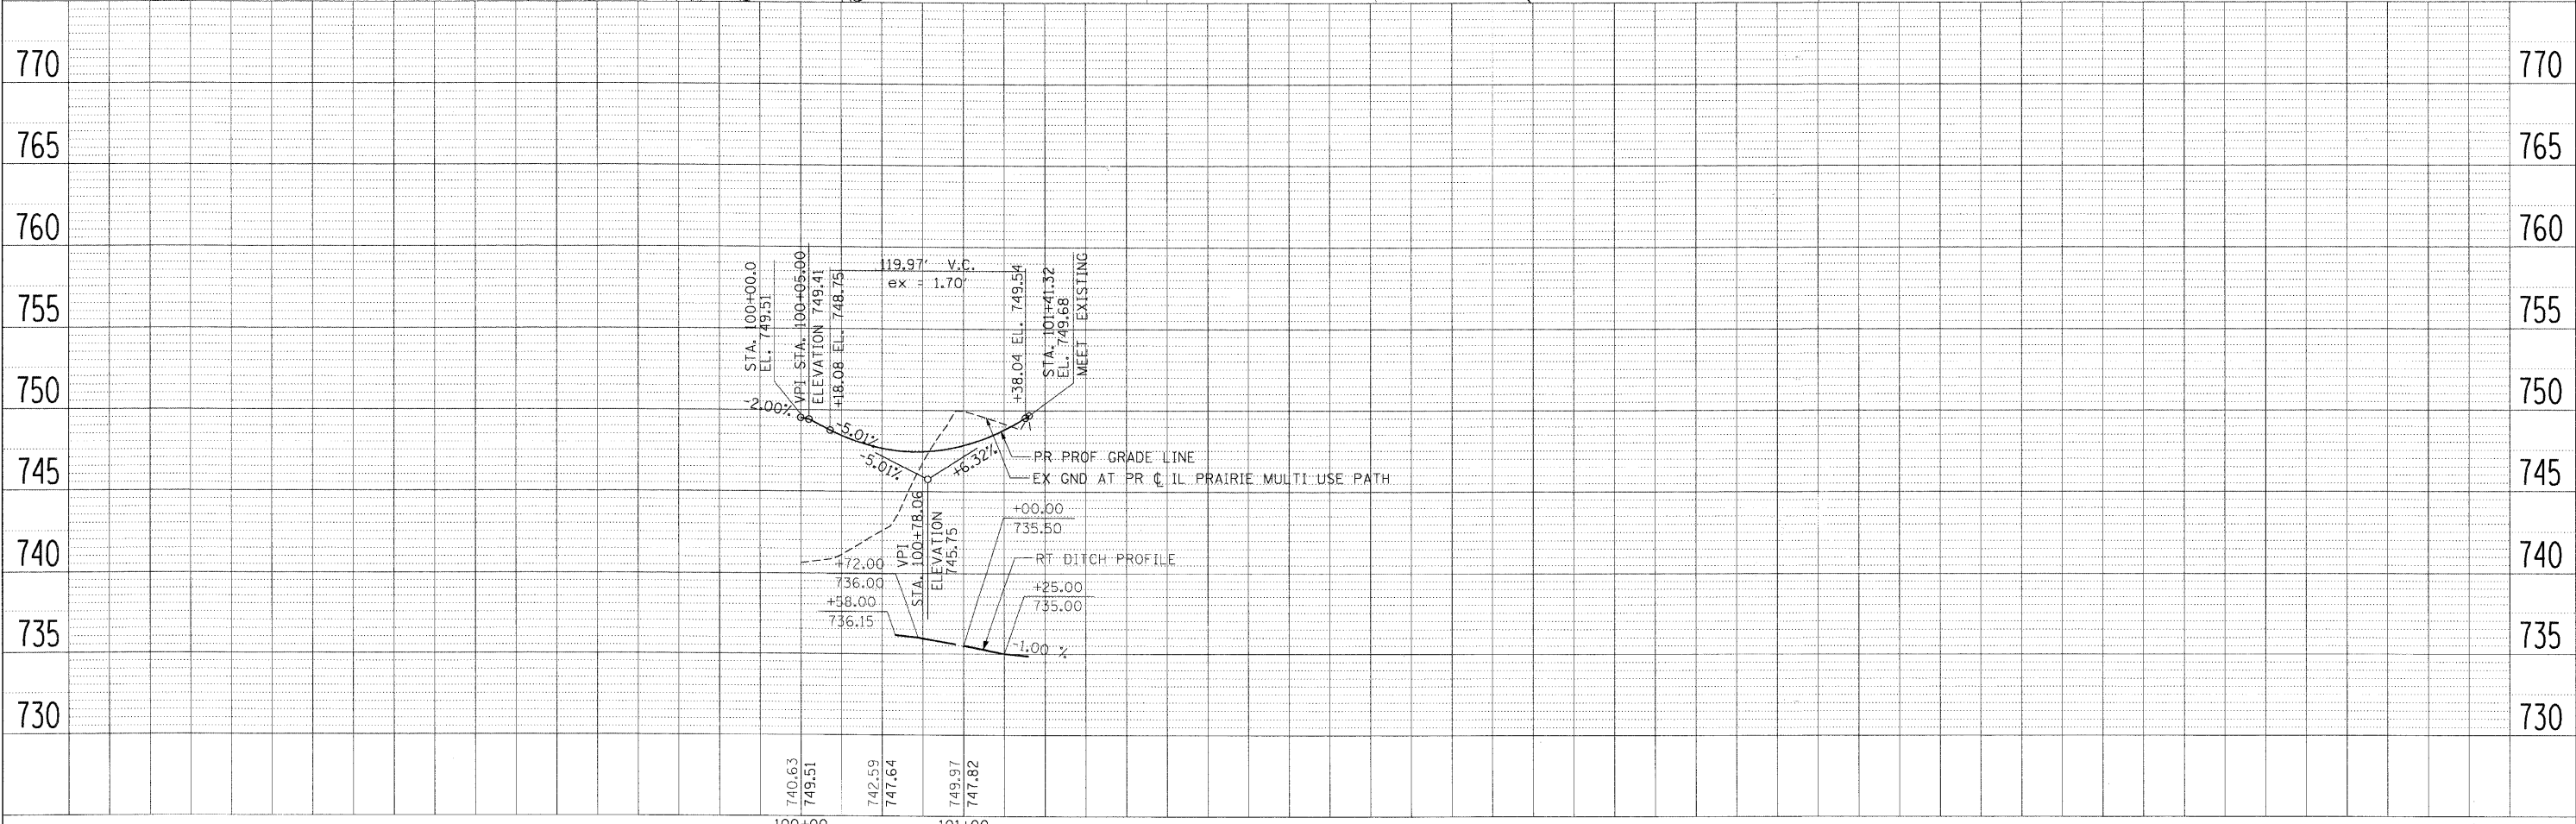 770
770
765
765
760
760
755
755
750
750
745
745
740
740
735
735
730
730
STA. 100+00.0
EL. 749.51
VPI STA. 100+05.00
ELEVATION 749.41
+18.08 EL. 748.75
119.97' V.C.
ex = 1.70'
+38.04 EL. 749.54
STA. 101+41.32
EL. 749.68
MEET EXISTING
-2.00%
-5.01%
-5.01%
+6.32%
PR PROF GRADE LINE
EX GND AT PR ℄ IL PRAIRIE MULTI USE PATH
VPI
STA. 100+78.06
ELEVATION
745.75
+00.00
735.50
RT DITCH PROFILE
+72.00
736.00
+58.00
736.15
+25.00
735.00
-1.00 %
740.63
749.51
742.59
747.64
749.97
747.82
100+00
101+00